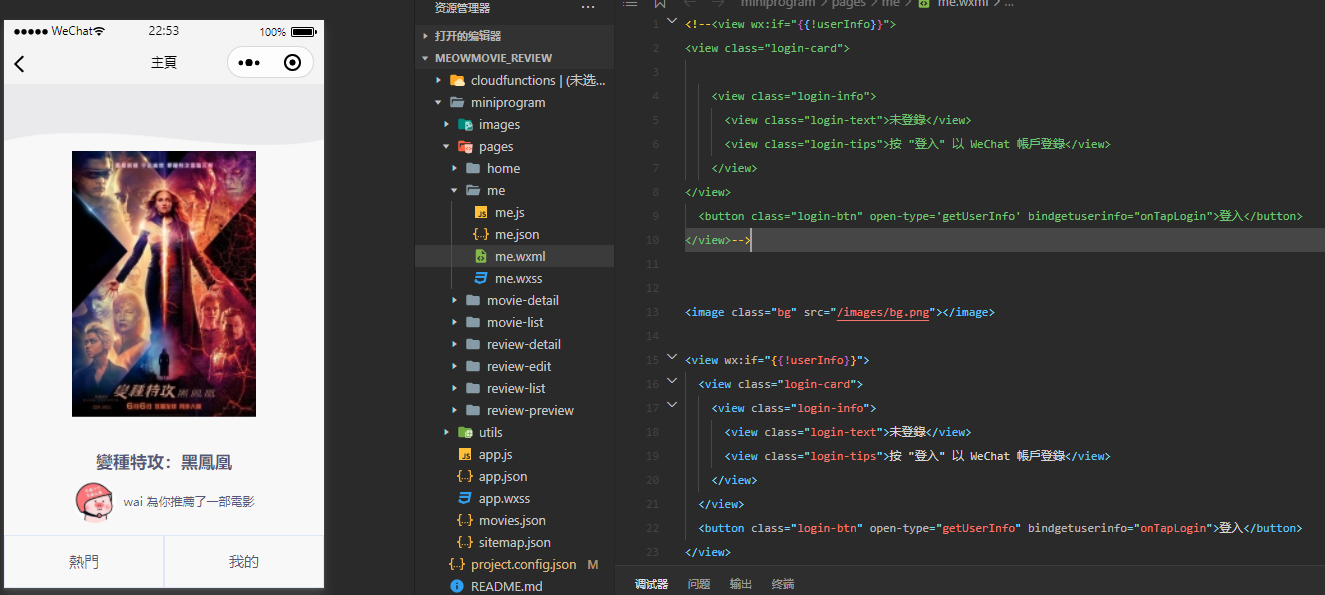 WeChat
22:53
100%
主頁
變種特攻 黑鳳凰
6月6日
變種特攻：黑鳳凰
wai 為你推薦了一部電影
熱門
我的
资源管理器
打开的编辑器
MEOWMOVIE_REVIEW
cloudfunctions | (未选...
miniprogram
images
pages
home
me
me.js
me.json
me.wxml
me.wxss
movie-detail
movie-list
review-detail
review-edit
review-list
review-preview
utils
app.js
app.json
app.wxss
movies.json
sitemap.json
project.config.json M
README.md
miniprogram > pages > me > me.wxml > ...
1 <!--<view wx:if="{{!userInfo}}">
2 <view class="login-card">
3
4 <view class="login-info">
5 <view class="login-text">未登錄</view>
6 <view class="login-tips">按 "登入" 以 WeChat 帳戶登錄</view>
7 </view>
8 </view>
9 <button class="login-btn" open-type='getUserInfo' bindgetuserinfo="onTapLogin">登入</button>
10 </view>-->
11
12
13 <image class="bg" src="/images/bg.png"></image>
14
15 <view wx:if="{{!userInfo}}">
16 <view class="login-card">
17 <view class="login-info">
18 <view class="login-text">未登錄</view>
19 <view class="login-tips">按 "登入" 以 WeChat 帳戶登錄</view>
20 </view>
21 </view>
22 <button class="login-btn" open-type="getUserInfo" bindgetuserinfo="onTapLogin">登入</button>
23 </view>
调试器 问题 输出 终端